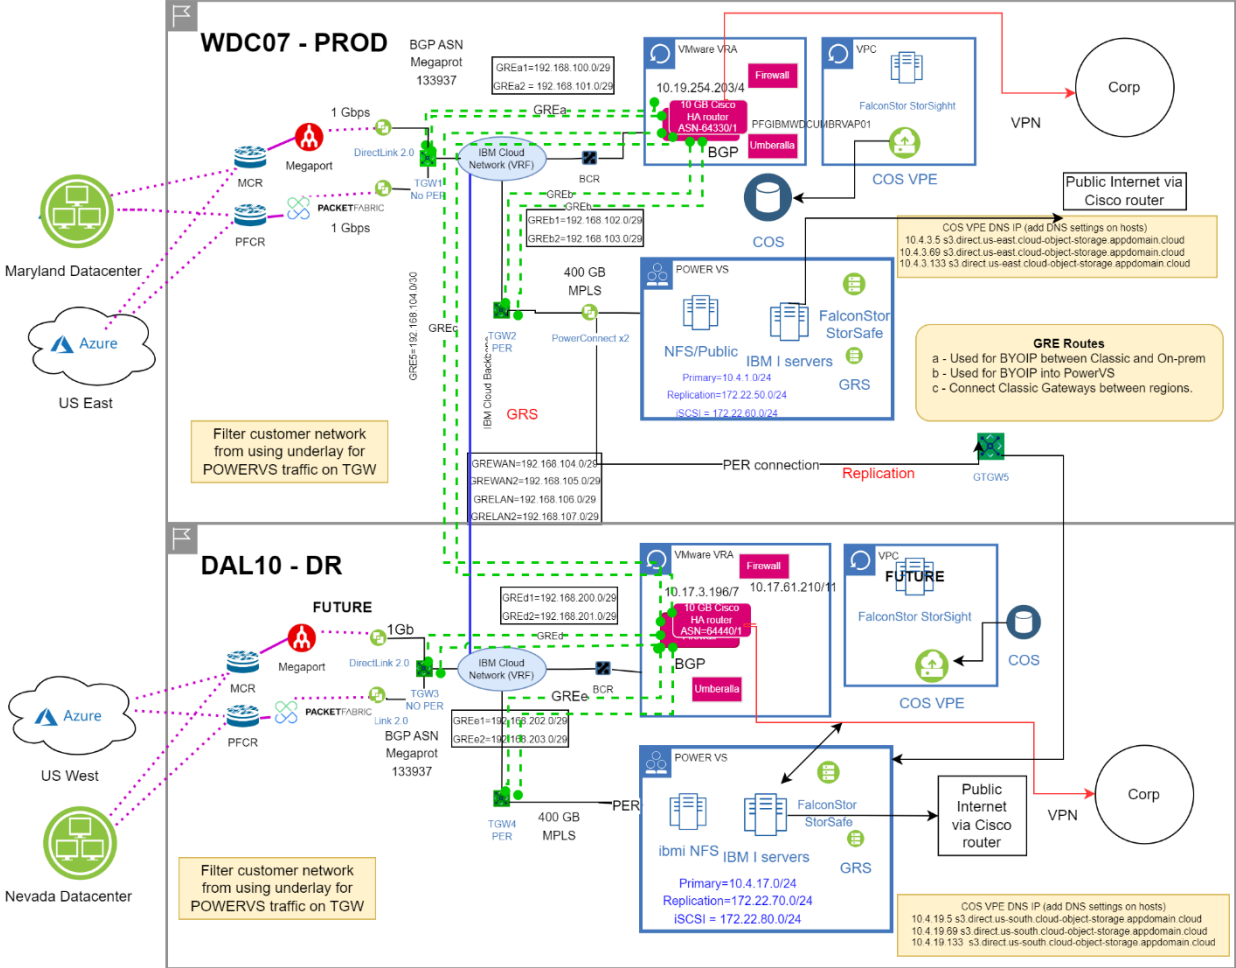 WDC07 - PROD
BGP ASN
Megaprot
133937
GREa1=192.168.100.0/29
GREa2 = 192.168.101.0/29
GREa
VMware VRA
Firewall
10.19.254.203/4
10 GB Cisco
HA router
ASN-64330/1
PFGIBMWDCUMBRVAP01
Umberalla
BGP
VPC
FalconStor StorSighht
COS VPE
Corp
VPN
1 Gbps
Megaport
DirectLink 2.0
MCR
TGW1
No PER
IBM Cloud
Network (VRF)
BCR
PACKETFABRIC
PFCR
1 Gbps
Maryland Datacenter
Azure
US East
GREb
GREb
GREb1=192.168.102.0/29
GREb2=192.168.103.0/29
COS
Public Internet via
Cisco router
COS VPE DNS IP (add DNS settings on hosts)
10.4.3.5 s3.direct.us-east.cloud-object-storage.appdomain.cloud
10.4.3.69 s3.direct.us-east.cloud-object-storage.appdomain.cloud
10.4.3.133 s3.direct.us-east.cloud-object-storage.appdomain.cloud
400 GB
MPLS
POWER VS
GRE5=192.168.104.0/30
GREc
TGW2
PER
PowerConnect x2
NFS/Public
IBM I servers
FalconStor
StorSafe
GRS
Primary=10.4.1.0/24
Replication=172.22.50.0/24
iSCSI = 172.22.60.0/24
IBM Cloud Backbone
GRS
GRE Routes
a - Used for BYOIP between Classic and On-prem
b - Used for BYOIP into PowerVS
c - Connect Classic Gateways between regions.
Filter customer network
from using underlay for
POWERVS traffic on TGW
GREWAN=192.168.104.0/29
GREWAN2=192.168.105.0/29
GRELAN=192.168.106.0/29
GRELAN2=192.168.107.0/29
PER connection
Replication
GTGW5
DAL10 - DR
FUTURE
1Gb
Megaport
DirectLink 2.0
MCR
TGW3
NO PER
PACKETFABRIC
Link 2.0
PFCR
BGP ASN
Megaprot
133937
GREd1=192.168.200.0/29
GREd2=192.168.201.0/29
GREd
IBM Cloud
Network (VRF)
BCR
GREe
GREe1=192.168.202.0/29
GREe2=192.168.203.0/29
VMware VRA
Firewall
10.17.3.196/7
10.17.61.210/11
10 GB Cisco
HA router
ASN=64440/1
BGP
Umberalla
VPC
FUTURE
FalconStor StorSight
COS VPE
COS
Azure
US West
Nevada Datacenter
TGW4
PER
400 GB
MPLS
PER
POWER VS
ibmi NFS
IBM I servers
FalconStor
StorSafe
GRS
Primary=10.4.17.0/24
Replication=172.22.70.0/24
iSCSI = 172.22.80.0/24
Public
Internet
via Cisco
router
VPN
Corp
Filter customer network
from using underlay for
POWERVS traffic on TGW
COS VPE DNS IP (add DNS settings on hosts)
10.4.19.5 s3.direct.us-south.cloud-object-storage.appdomain.cloud
10.4.19.69 s3.direct.us-south.cloud-object-storage.appdomain.cloud
10.4.19.133 s3.direct.us-south.cloud-object-storage.appdomain.cloud